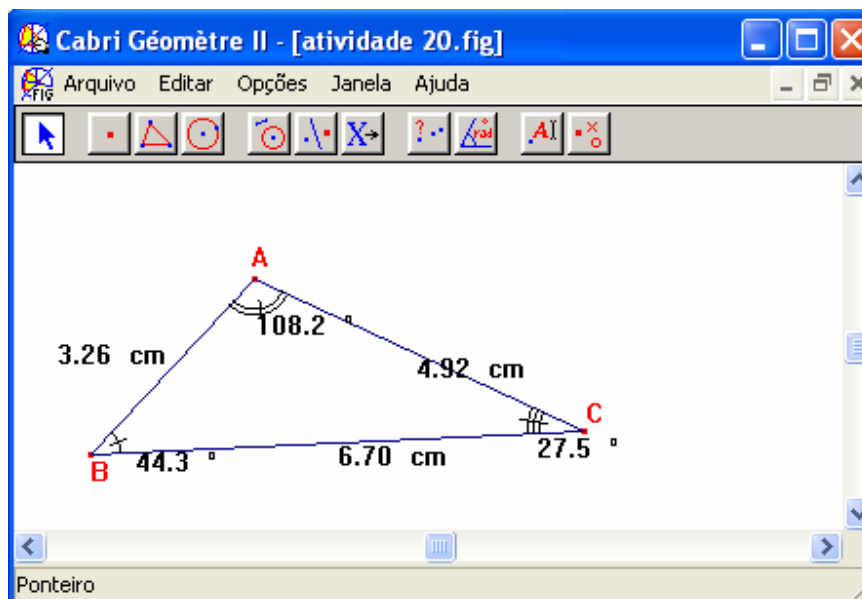 Cabri Géomètre II - [atividade 20.fig]
FIG Arquivo Editar Opções Janela Ajuda
X ? rad A
A
108.2 °
3.26 cm
4.92 cm
C
B
44.3 °
6.70 cm
27.5 °
Ponteiro